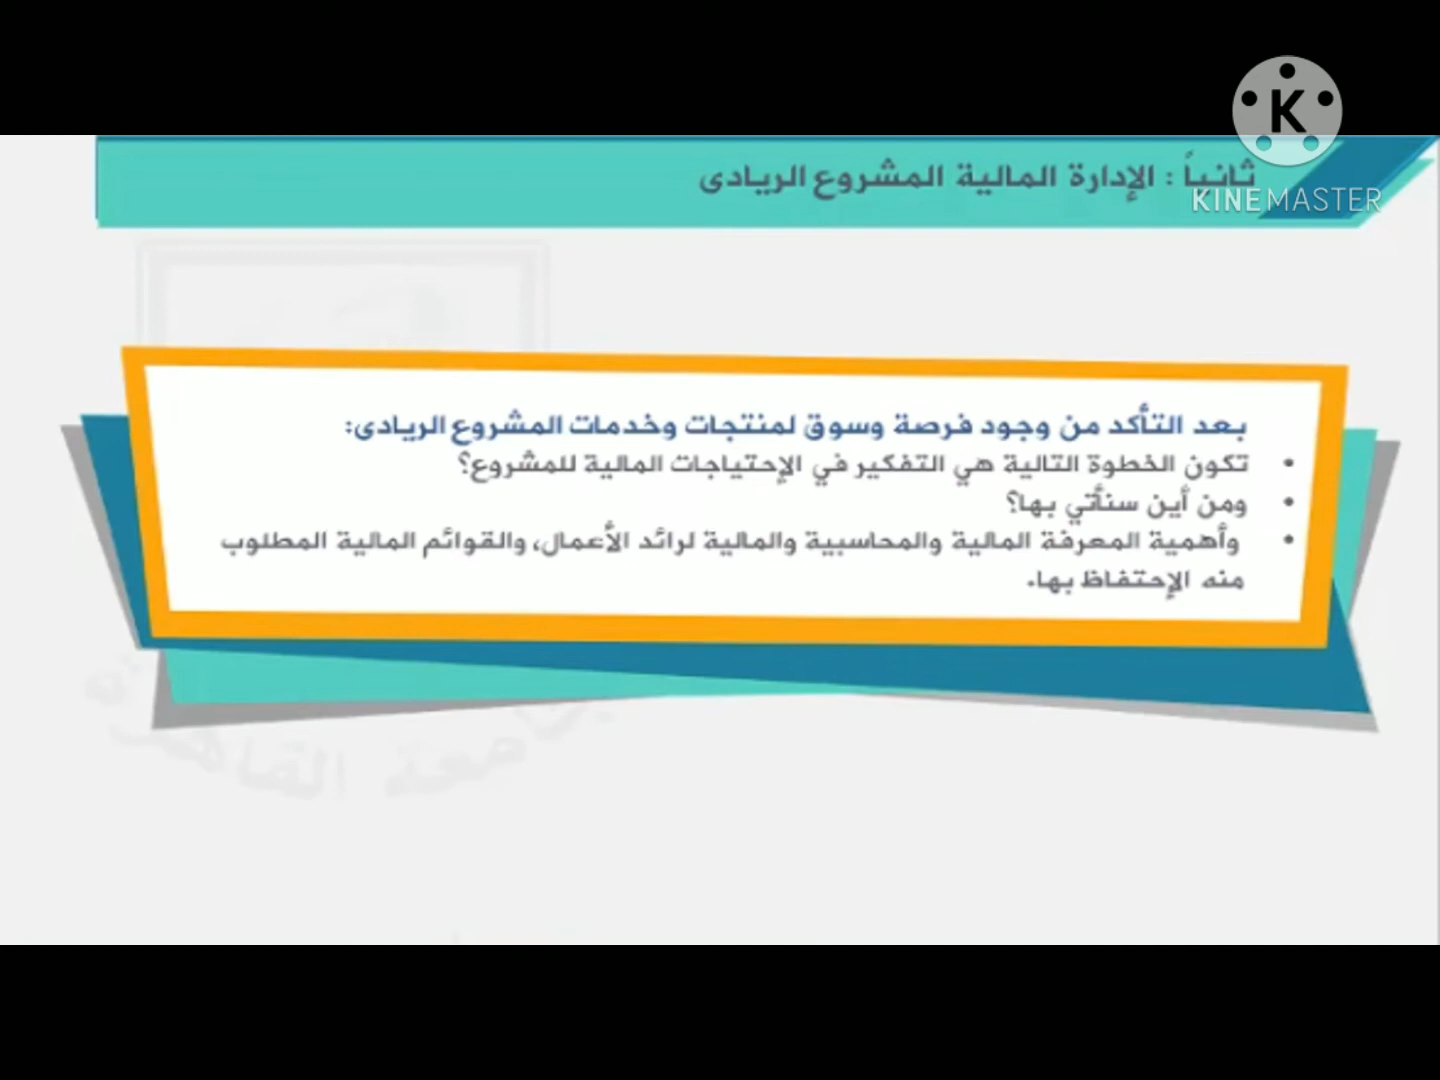 K
KINEMASTER
ثانياً : الإدارة المالية المشروع الريادى
بعد التأكد من وجود فرصة وسوق لمنتجات وخدمات المشروع الريادى:
• تكون الخطوة التالية هي التفكير في الإحتياجات المالية للمشروع؟
• ومن أين سنأتي بها؟
• وأهمية المعرفة المالية والمحاسبية والمالية لرائد الأعمال، والقوائم المالية المطلوب
منه الإحتفاظ بها.
جامعة القاهرة